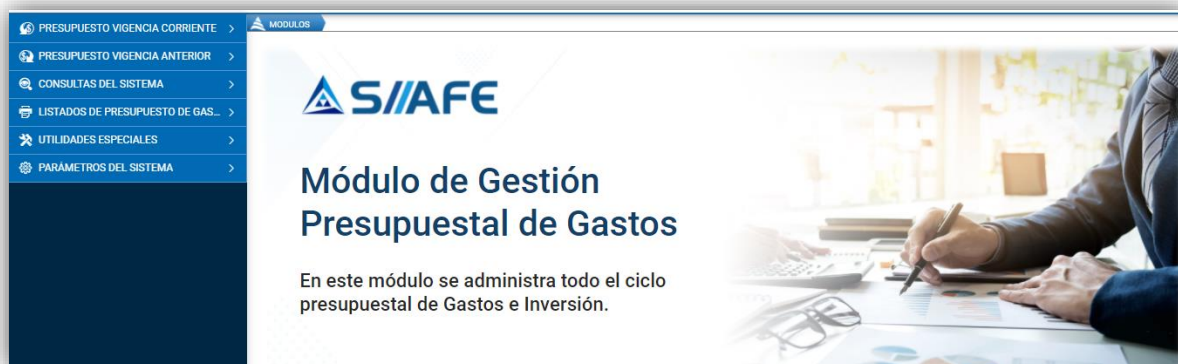 PRESUPUESTO VIGENCIA CORRIENTE
PRESUPUESTO VIGENCIA ANTERIOR
CONSULTAS DEL SISTEMA
LISTADOS DE PRESUPUESTO DE GAS...
UTILIDADES ESPECIALES
PARÁMETROS DEL SISTEMA
MODULOS
SIIAFE
Módulo de Gestión
Presupuestal de Gastos
En este módulo se administra todo el ciclo
presupuestal de Gastos e Inversión.